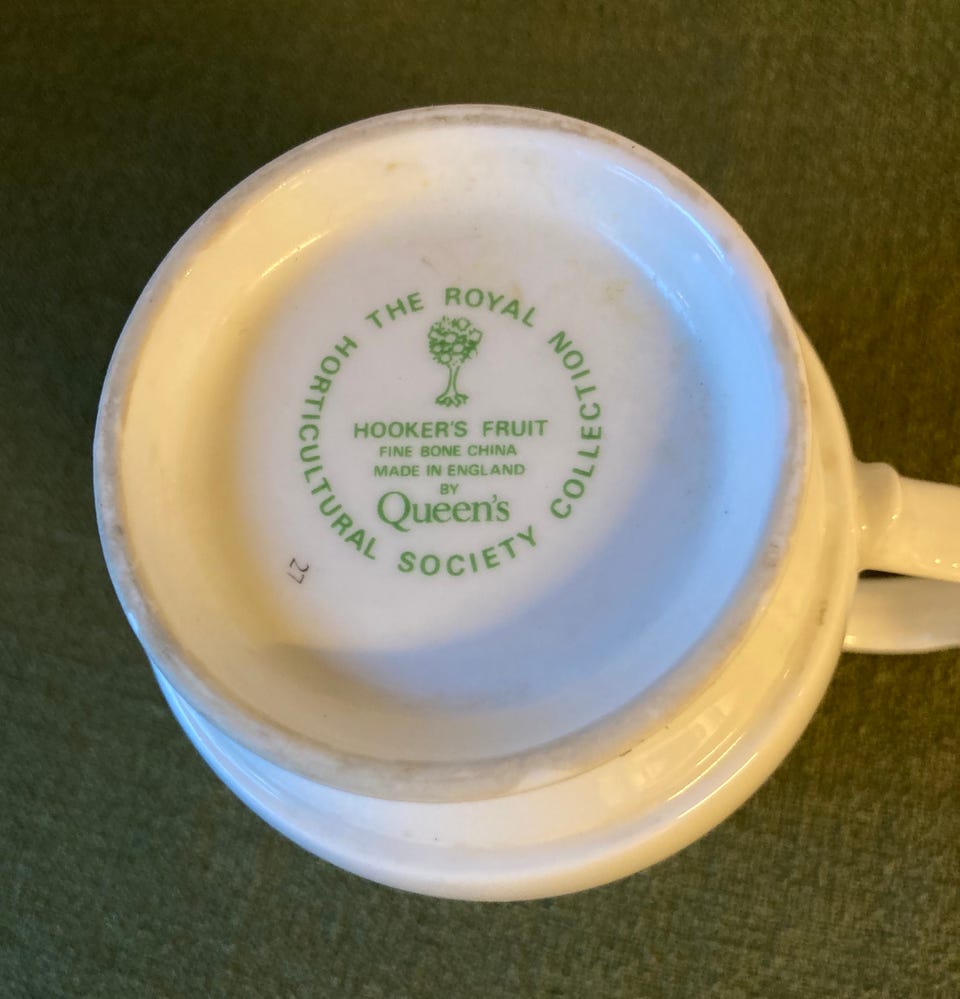 THE ROYAL HORTICULTURAL SOCIETY COLLECTION
HOOKER'S FRUIT
FINE BONE CHINA
MADE IN ENGLAND
BY
Queen's
27